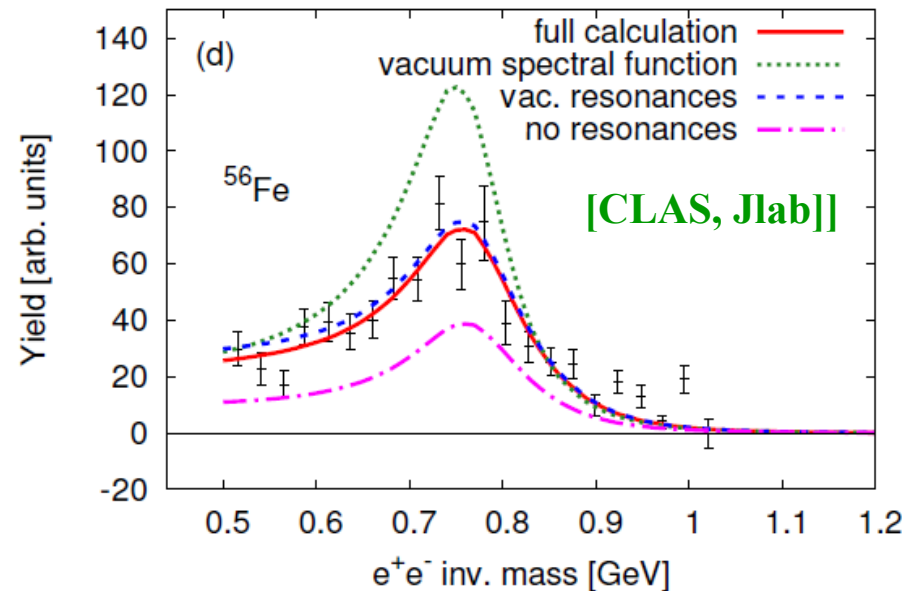 140
120
100
80
60
40
20
0
-20
Yield [arb. units]
(d)
full calculation
vacuum spectral function
vac. resonances
no resonances
56Fe
[CLAS, Jlab]]
0.5 0.6 0.7 0.8 0.9 1 1.1 1.2
e+e- inv. mass [GeV]